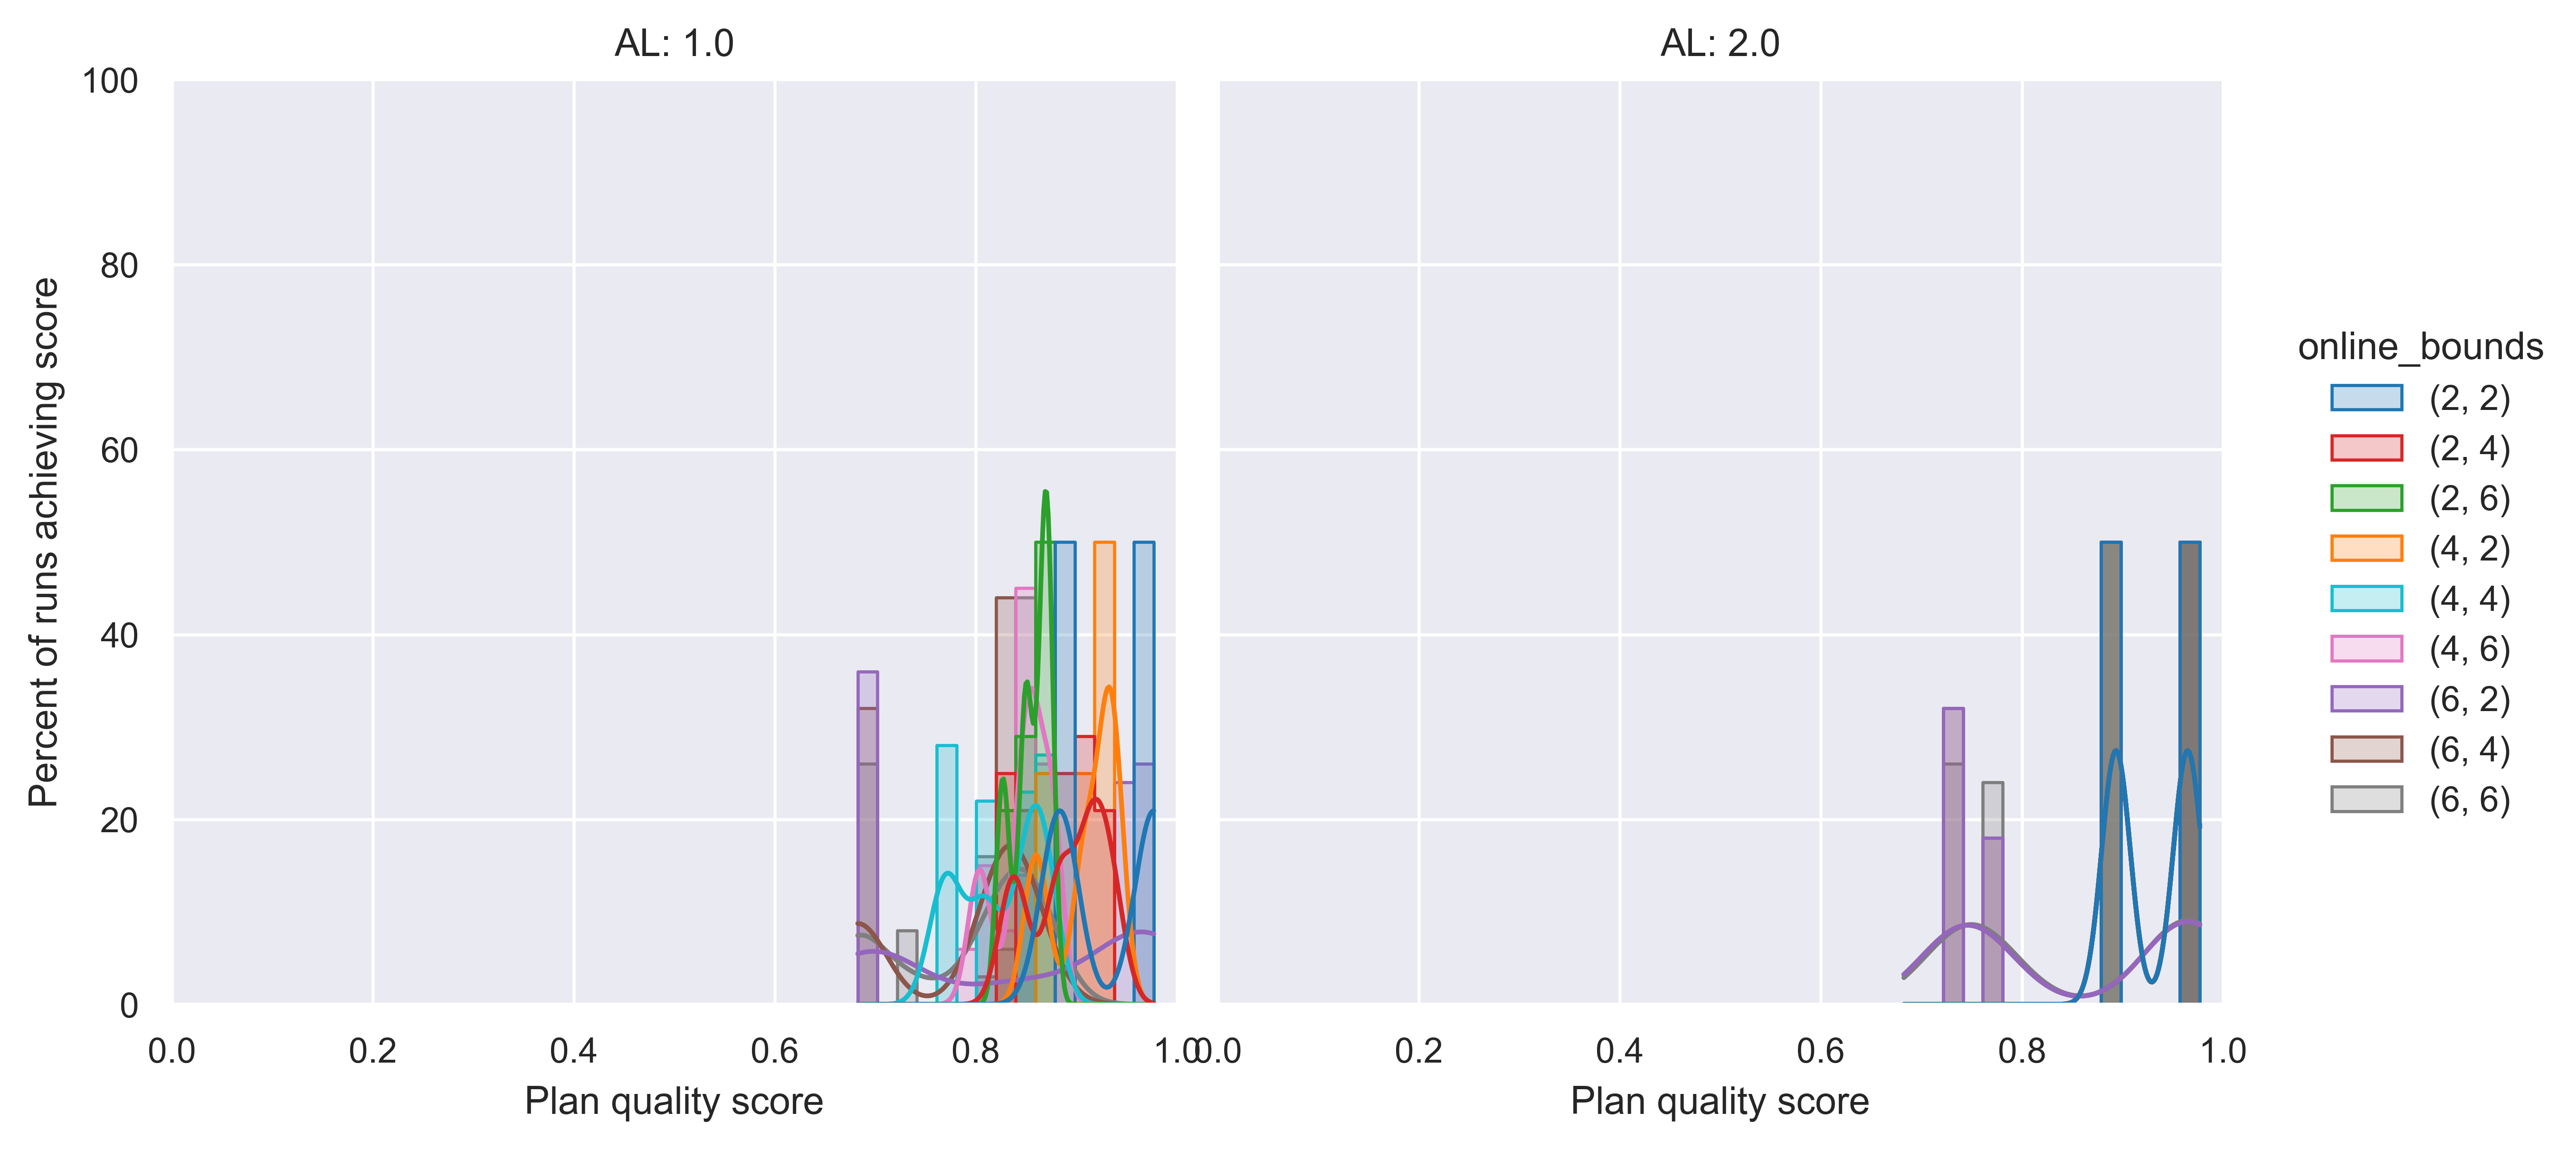 AL: 1.0
AL: 2.0
Percent of runs achieving score
100
80
60
40
20
0
0.0 0.2 0.4 0.6 0.8 1.0
0.0 0.2 0.4 0.6 0.8 1.0
Plan quality score
Plan quality score
online_bounds
(2, 2)
(2, 4)
(2, 6)
(4, 2)
(4, 4)
(4, 6)
(6, 2)
(6, 4)
(6, 6)